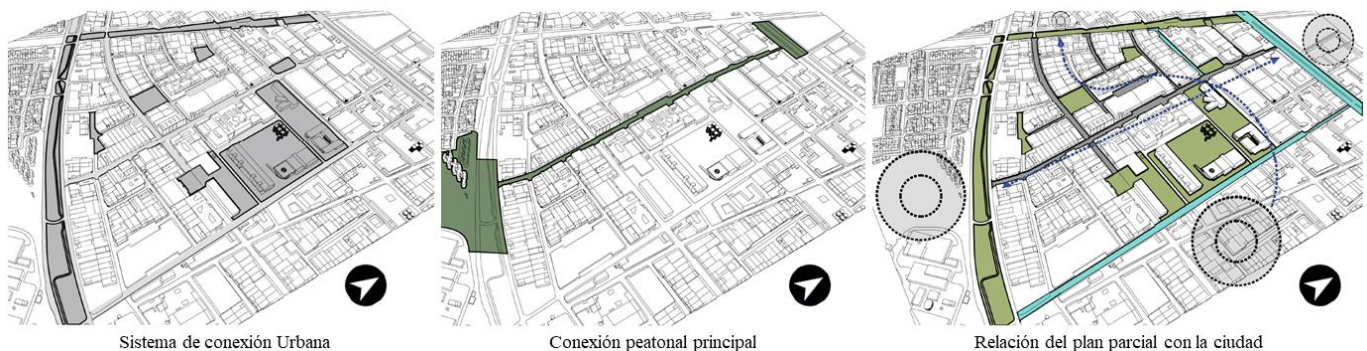 Sistema de conexión Urbana
Conexión peatonal principal
Relación del plan parcial con la ciudad